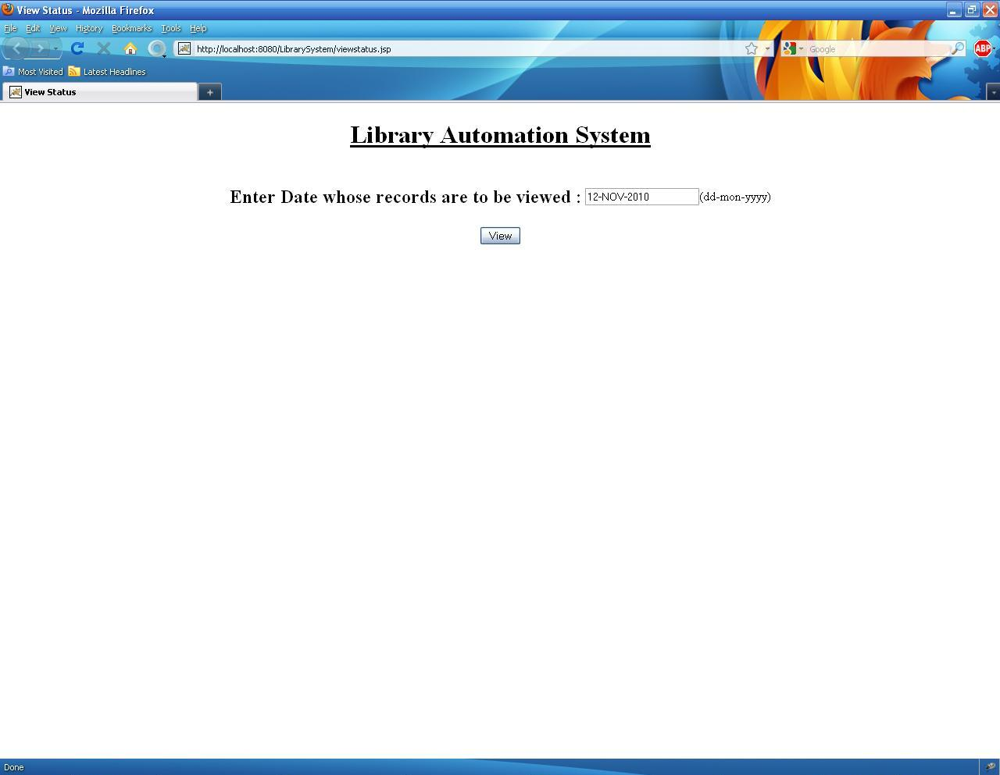 View Status - Mozilla Firefox
File Edit View History Bookmarks Tools Help
http://localhost:8080/LibrarySystem/viewstatus.jsp
Google
ABP
Most Visited Latest Headlines
View Status
Library Automation System
Enter Date whose records are to be viewed : 12-NOV-2010 (dd-mon-yyyy)
View
Done